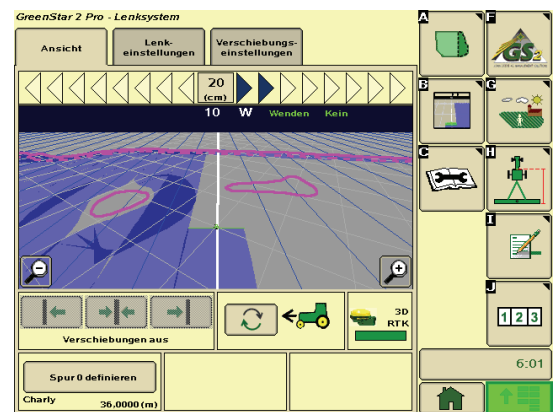 GreenStar 2 Pro - Lenksystem
Ansicht
Lenk-
einstellungen
Verschiebungs-
einstellungen
20
(cm)
10 W Wenden Kein
Verschiebungen aus
3D
RTK
Spur 0 definieren
Charly 36,0000 (m)
A
F
GS2
B
G
C
H
I
J
1 2 3
6:01